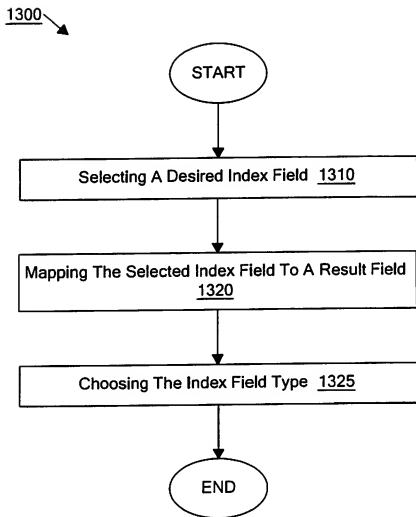 1300
START
Selecting A Desired Index Field 1310
Mapping The Selected Index Field To A Result Field
1320
Choosing The Index Field Type 1325
END